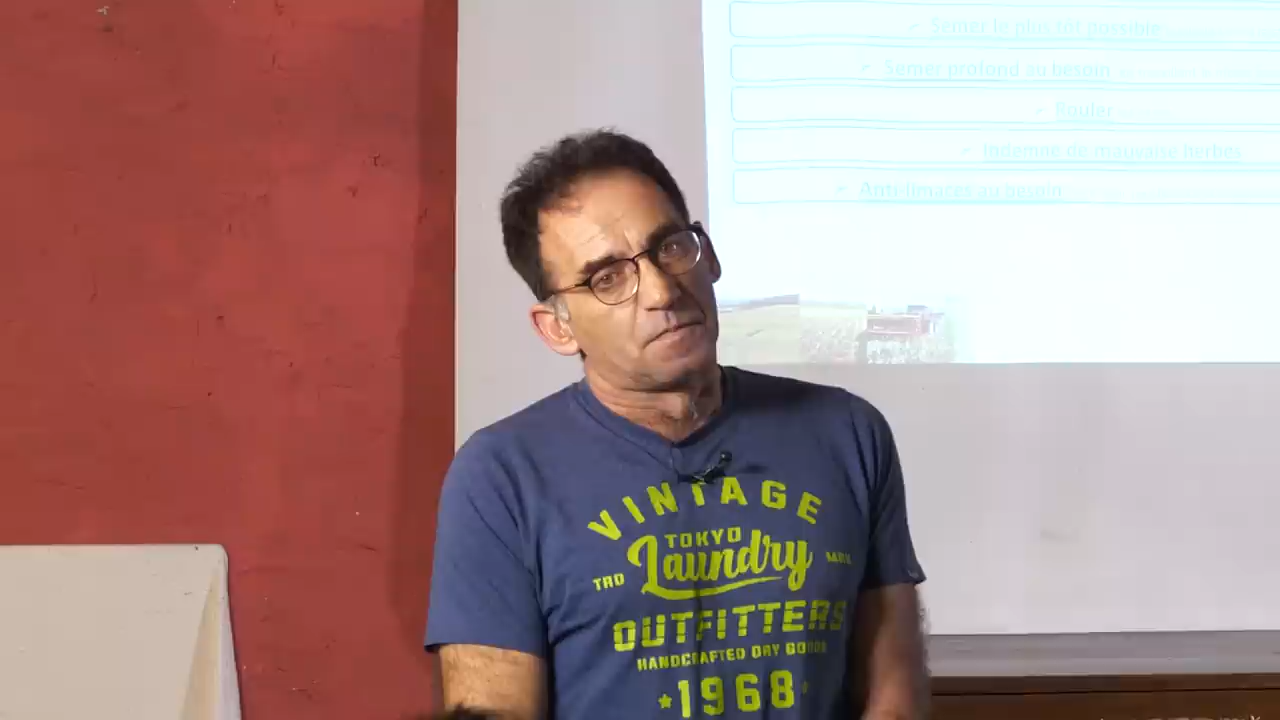 ✓ Semer le plus tôt possible
✓ Semer profond au besoin
✓ Rouler
✓ Indemne de mauvaise herbes
✓ Anti-limaces au besoin
VINTAGE
TOKYO
Laundry
TRD
OUTFITTERS
HANDCRAFTED DRY GOODS
1968